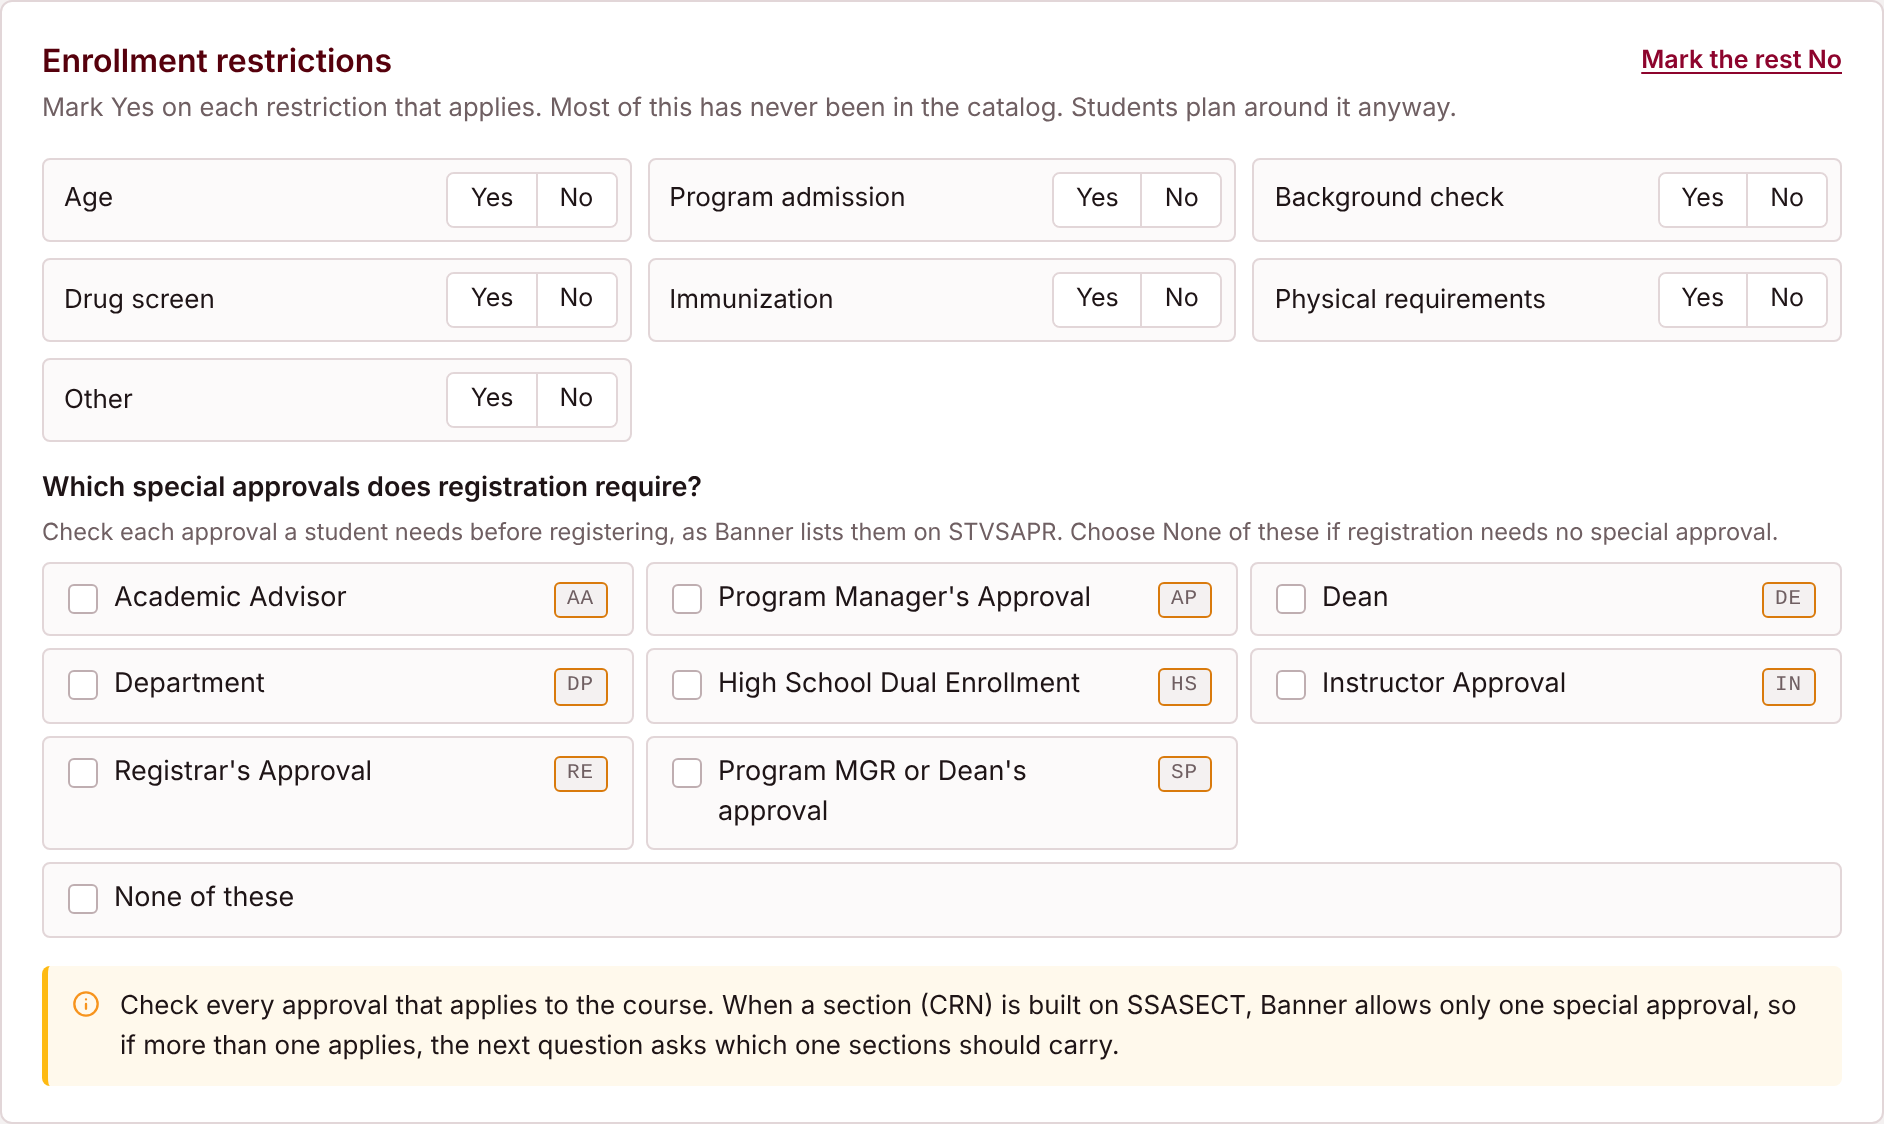 Enrollment restrictions
Mark the rest No
Mark Yes on each restriction that applies. Most of this has never been in the catalog. Students plan around it anyway.
Age Yes No
Program admission Yes No
Background check Yes No
Drug screen Yes No
Immunization Yes No
Physical requirements Yes No
Other Yes No
Which special approvals does registration require?
Check each approval a student needs before registering, as Banner lists them on STVSAPR. Choose None of these if registration needs no special approval.
Academic Advisor AA
Program Manager's Approval AP
Dean DE
Department DP
High School Dual Enrollment HS
Instructor Approval IN
Registrar's Approval RE
Program MGR or Dean's SP
approval
None of these
Check every approval that applies to the course. When a section (CRN) is built on SSASECT, Banner allows only one special approval, so
if more than one applies, the next question asks which one sections should carry.